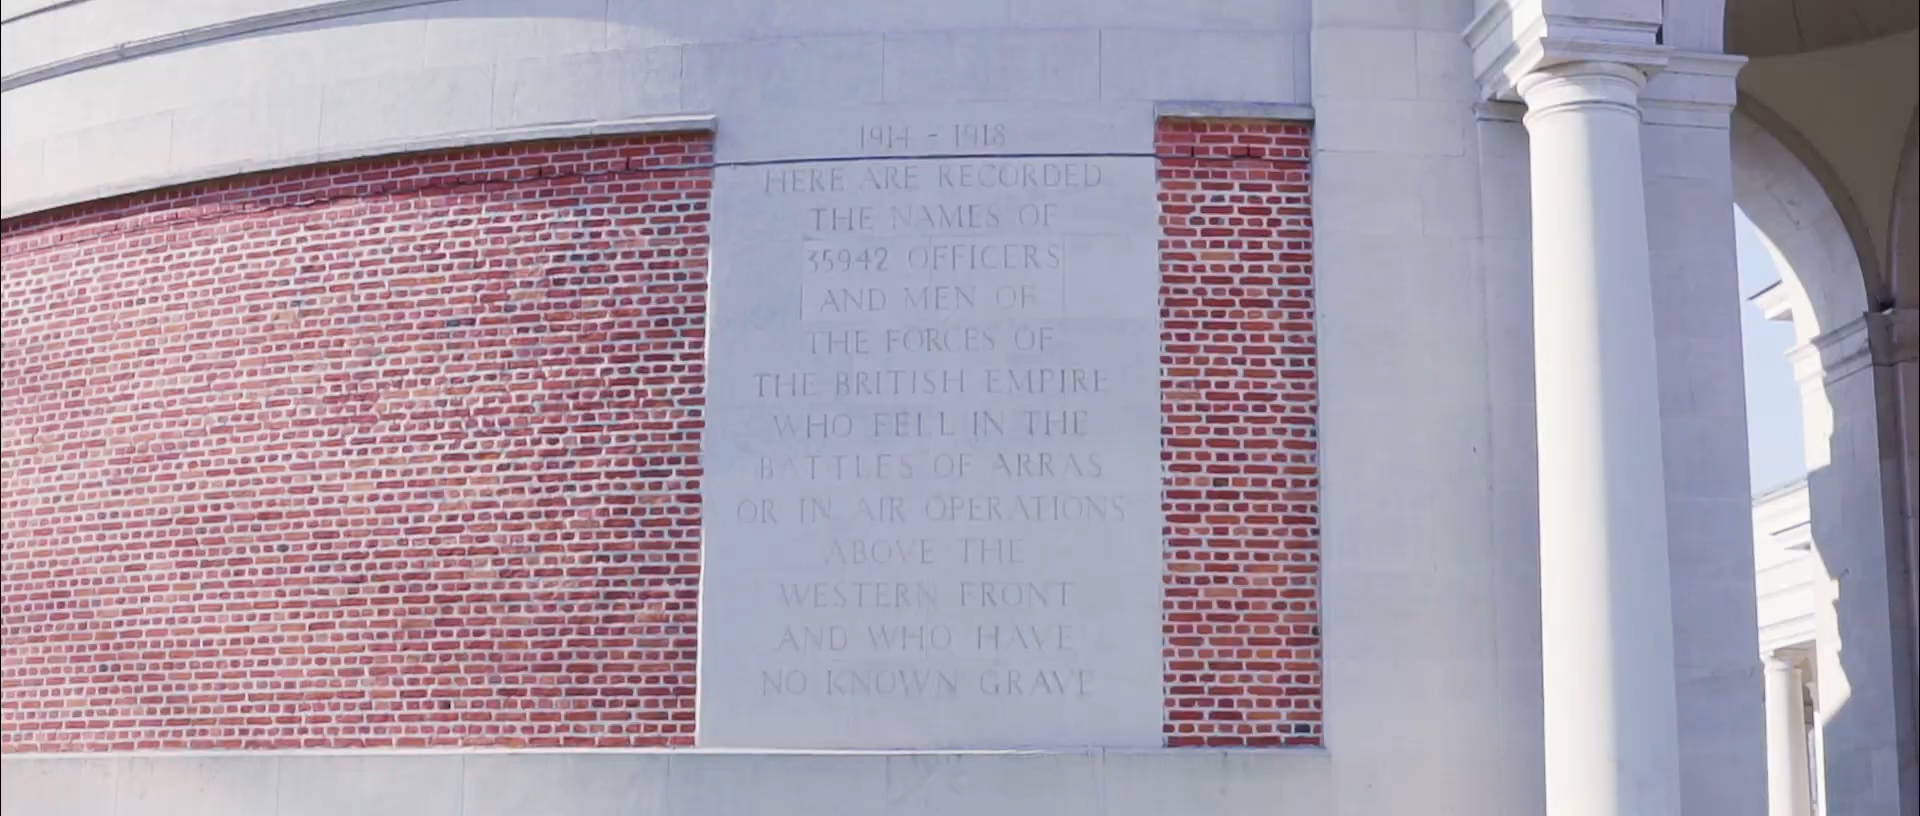 1914 - 1918
HERE ARE RECORDED
THE NAMES OF
35942 OFFICERS
AND MEN OF
THE FORCES OF
THE BRITISH EMPIRE
WHO FELL IN THE
BATTLES OF ARRAS
OR IN AIR OPERATIONS
ABOVE THE
WESTERN FRONT
AND WHO HAVE
NO KNOWN GRAVE